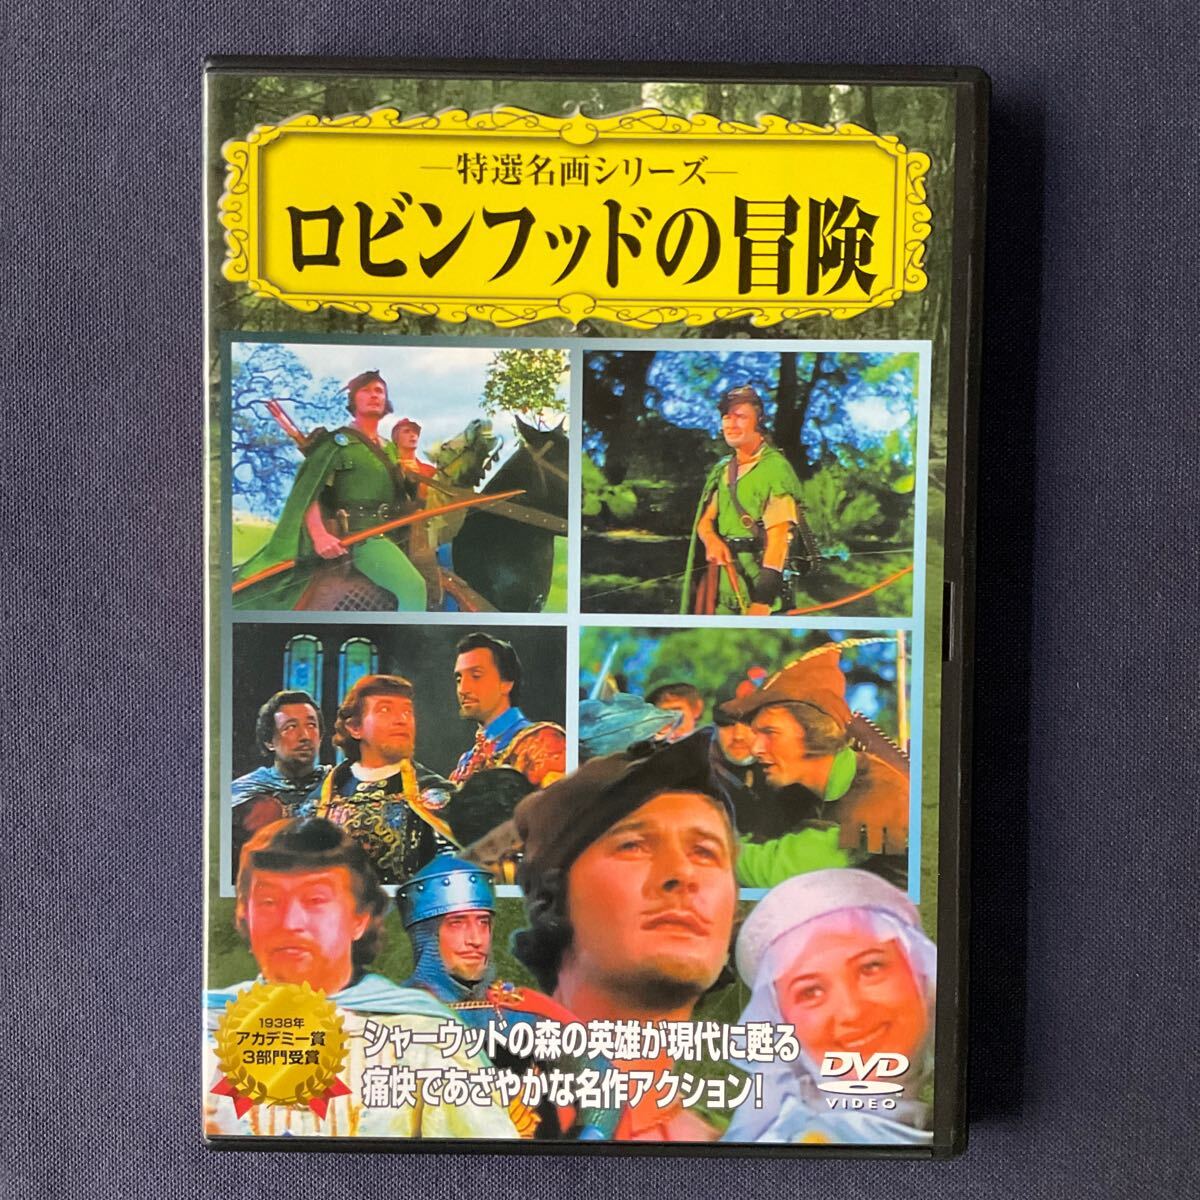 ―特選名画シリーズ―
ロビンフッドの冒険
1938年
アカデミー賞
3部門受賞
シャーウッドの森の英雄が現代に甦る
痛快であざやかな名作アクション!
DVD
VIDEO